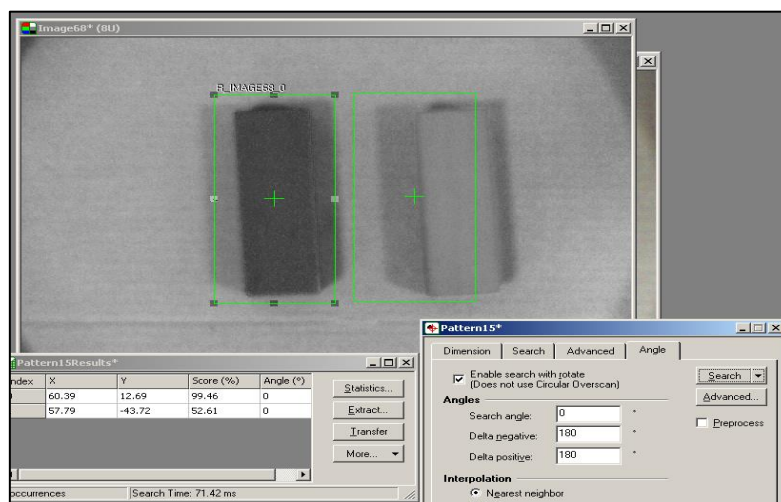 Image68* (8U)
R_IMAGE68_0
Pattern15*
Dimension Search Advanced Angle
Enable search with rotate
(Does not use Circular Overscan)
Search
Advanced...
Preprocess
Angles
Search angle: 0 °
Delta negative: 180 °
Delta positive: 180 °
Interpolation
Nearest neighbor
Pattern15Results*
ndex X Y Score (%) Angle (°)
60.39 12.69 99.46 0
57.79 -43.72 52.61 0
Statistics...
Extract...
Transfer
More...
occurrences Search Time: 71.42 ms